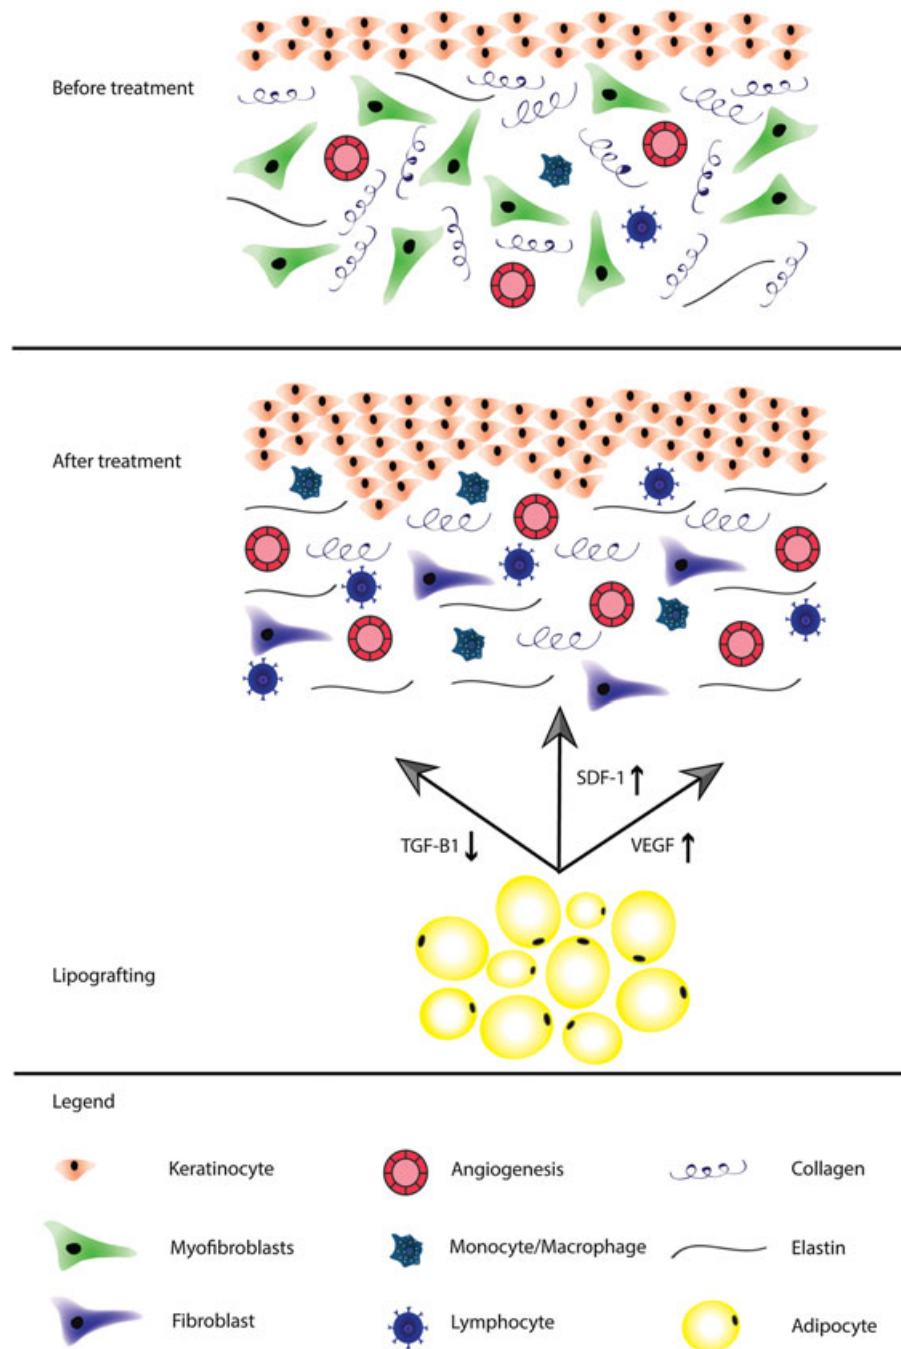 Before treatment
After treatment
SDF-1
TGF-B1
VEGF
Lipografting
Legend
Keratinocyte
Angiogenesis
Collagen
Myofibroblasts
Monocyte/Macrophage
Elastin
Fibroblast
Lymphocyte
Adipocyte